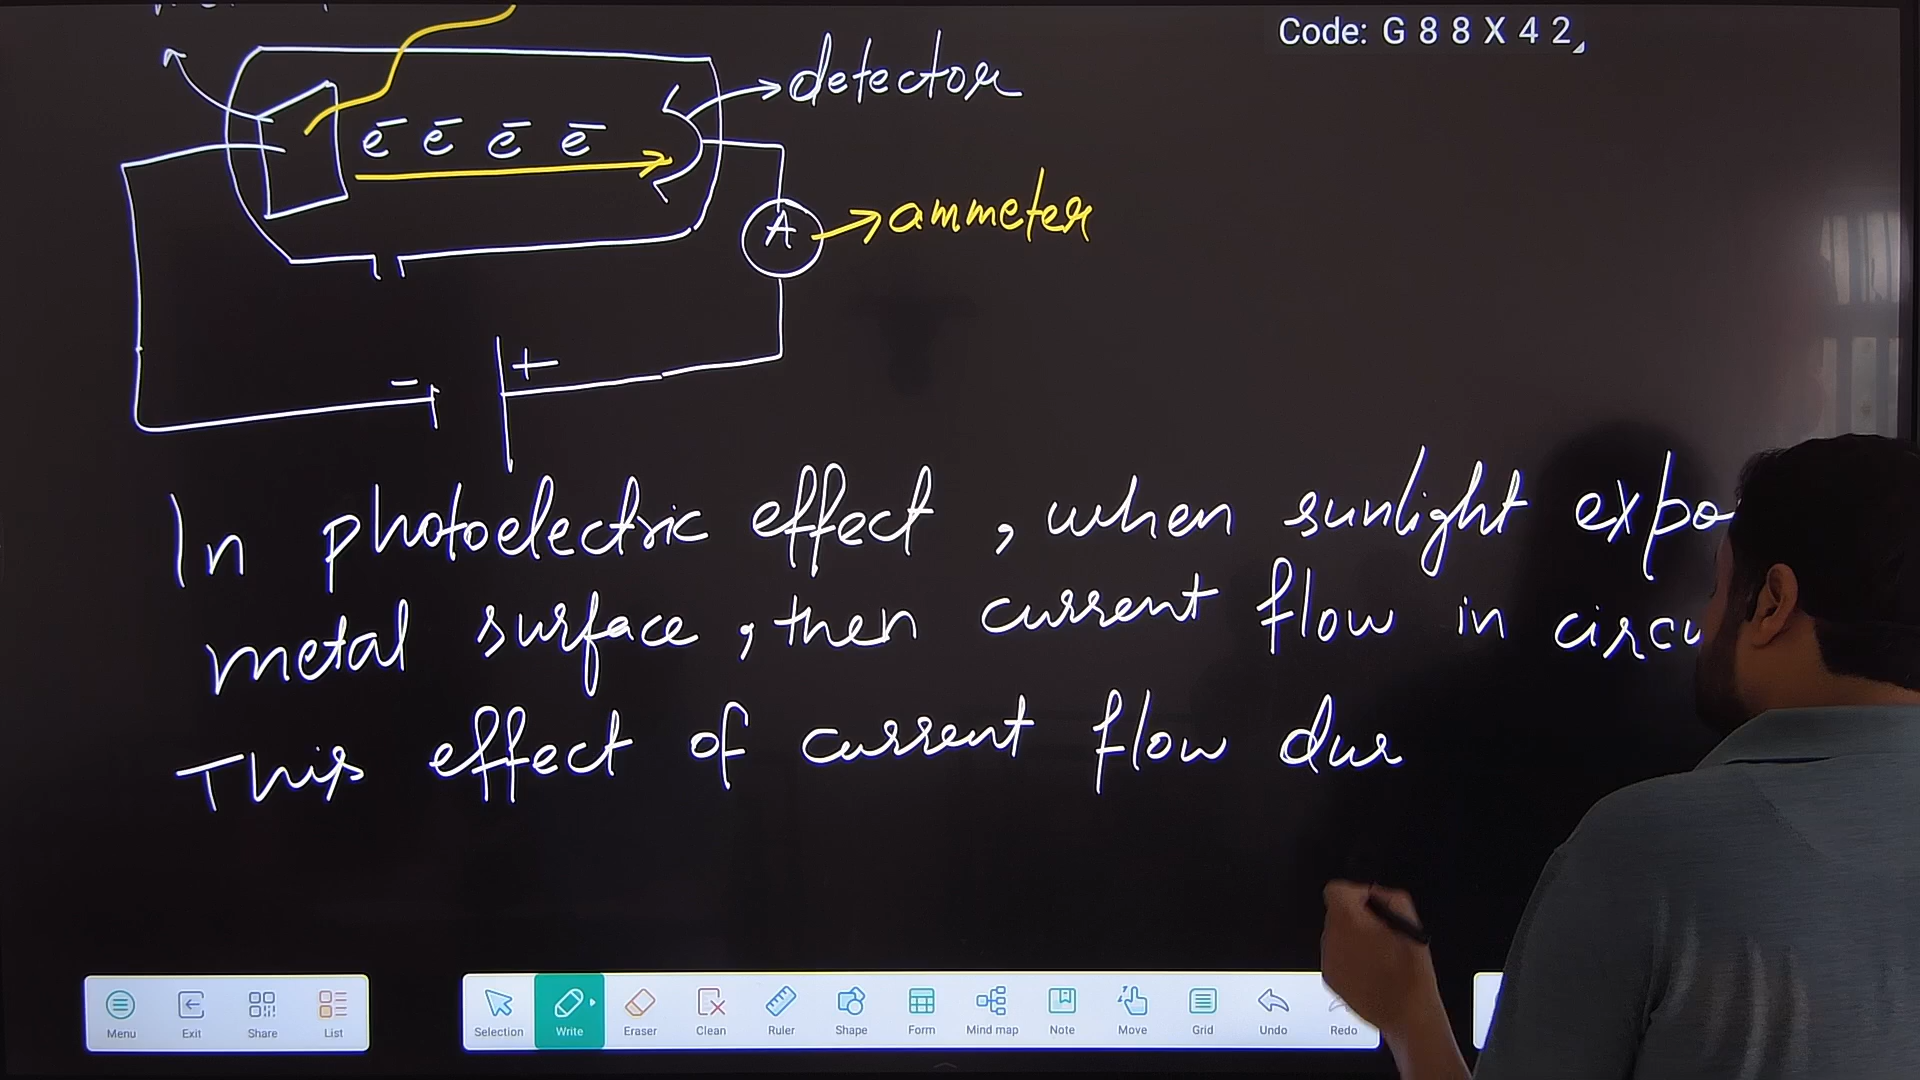 Code: G 8 8 X 4 2
detector
e⁻ e⁻ e⁻ e⁻
A
ammeter
- +
In photoelectric effect, when sunlight expo
metal surface, then current flow in circu
This effect of current flow due
Menu Exit Share List Selection Write Eraser Clean Ruler Shape Form Mind map Note Move Grid Undo Redo